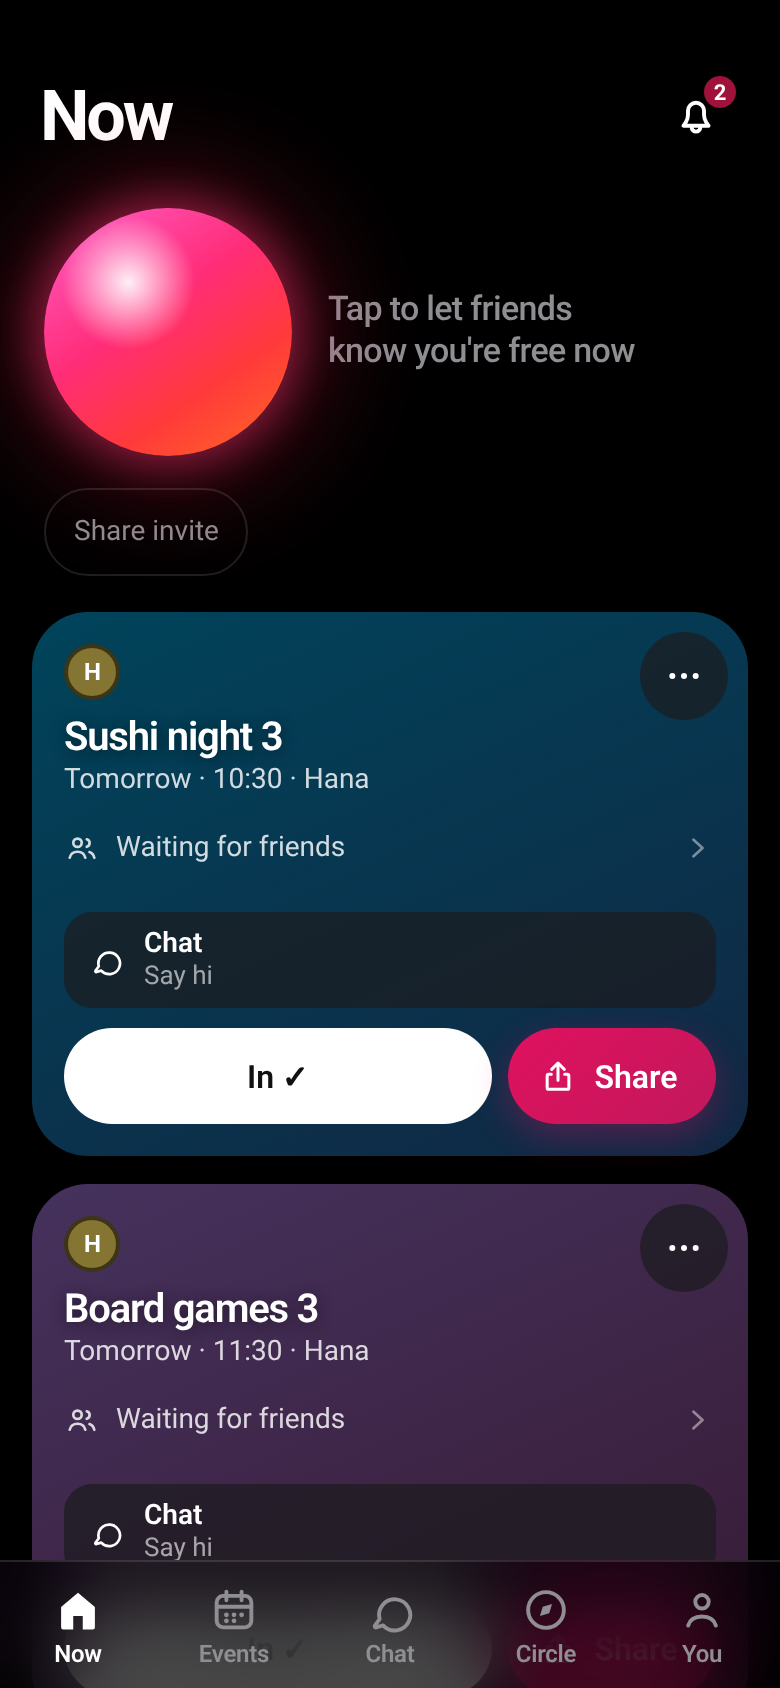 Now
2
Tap to let friends
know you're free now
Share invite
H
Sushi night 3
Tomorrow · 10:30 · Hana
Waiting for friends
Chat
Say hi
In ✓
Share
H
Board games 3
Tomorrow · 11:30 · Hana
Waiting for friends
Chat
Say hi
In ✓
Share
Now
Events
Chat
Circle
You